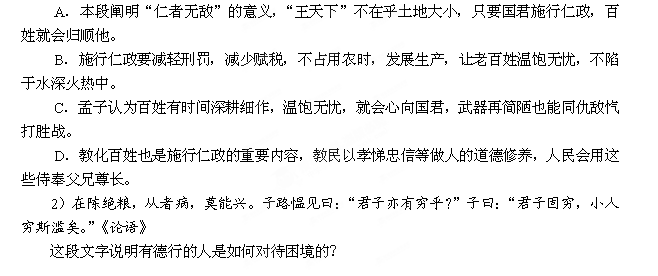 A．本段阐明“仁者无敌”的意义，“王天下”不在乎土地大小，只要国君施行仁政，百
姓就会归顺他。
B．施行仁政要减轻刑罚，减少赋税，不占用农时，发展生产，让老百姓温饱无忧，不陷
于水深火热中。
C．孟子认为百姓有时间深耕细作，温饱无忧，就会心向国君，武器再简陋也能同仇敌忾
打胜战。
D．教化百姓也是施行仁政的重要内容，教民以孝悌忠信等做人的道德修养，人民会用这
些侍奉父兄尊长。
2）在陈绝粮，从者病，莫能兴。子路愠见曰：“君子亦有穷乎？”子曰：“君子固穷，小人
穷斯滥矣。”《论语》
这段文字说明有德行的人是如何对待困境的？